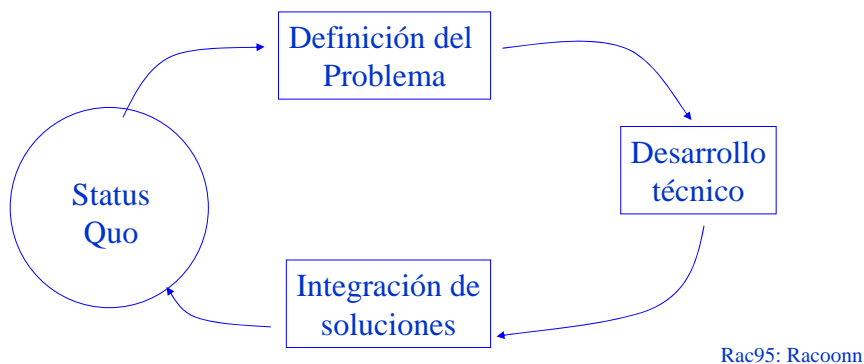 Definición del
Problema
Desarrollo
técnico
Status
Quo
Integración de
soluciones
Rac95: Racoonn